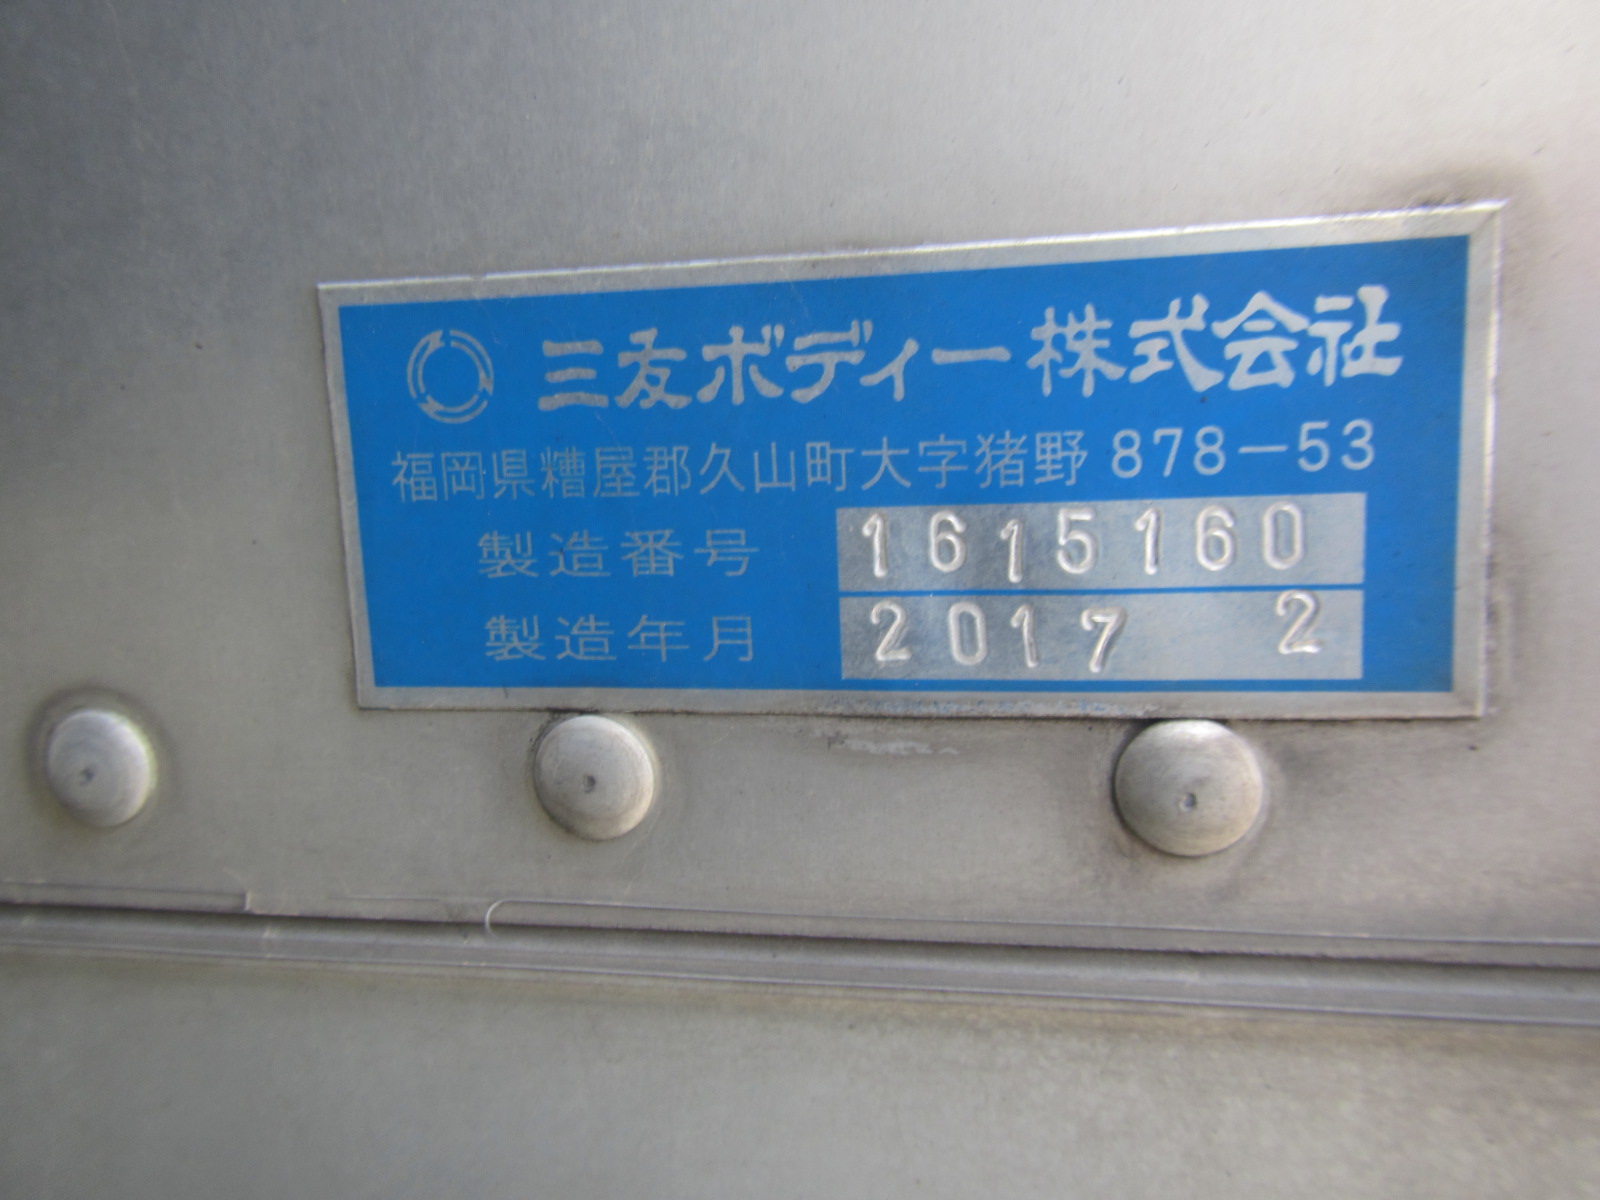 三友ボディー株式会社
福岡県糟屋郡久山町大字猪野 878-53
製造番号 1615160
製造年月 2017 2